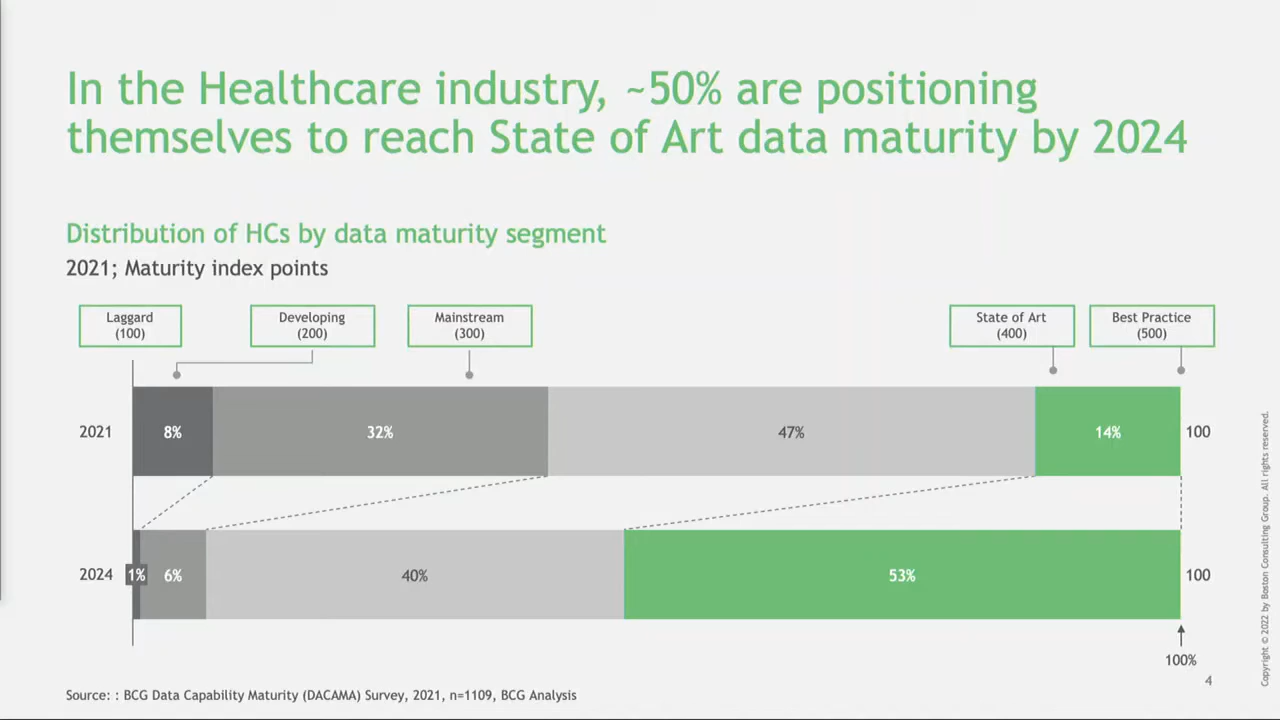 In the Healthcare industry, ~50% are positioning
themselves to reach State of Art data maturity by 2024
Distribution of HCs by data maturity segment
2021; Maturity index points
Laggard
(100)
Developing
(200)
Mainstream
(300)
State of Art
(400)
Best Practice
(500)
2021
8%
32%
47%
14%
100
2024
1%
6%
40%
53%
100
100%
4
Source: : BCG Data Capability Maturity (DACAMA) Survey, 2021, n=1109, BCG Analysis
Copyright © 2022 by Boston Consulting Group. All rights reserved.